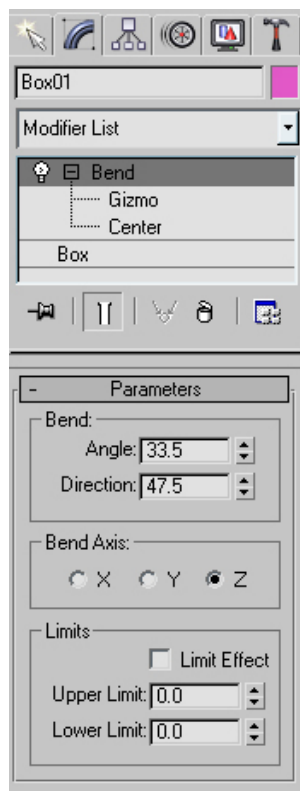 Box01
Modifier List
Bend
Gizmo
Center
Box
- Parameters
Bend:
Angle: 33.5
Direction: 47.5
Bend Axis:
X Y Z
Limits
Limit Effect
Upper Limit: 0.0
Lower Limit: 0.0